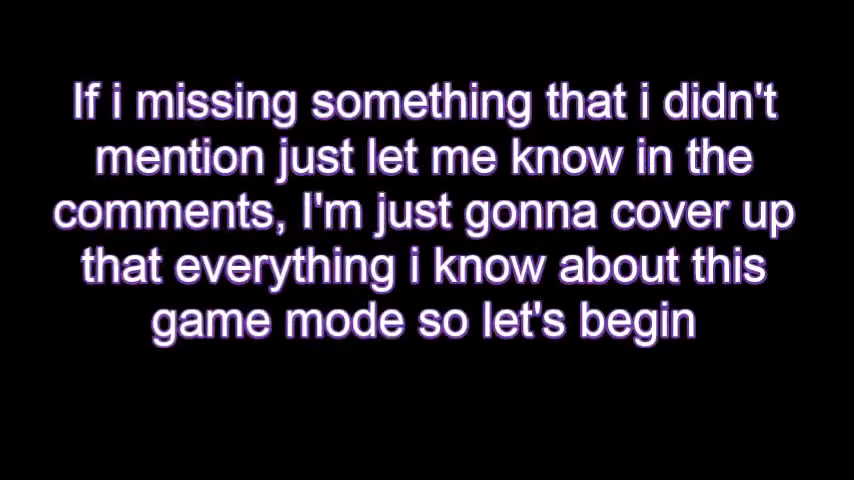 If i missing something that i didn't
mention just let me know in the
comments, I'm just gonna cover up
that everything i know about this
game mode so let's begin